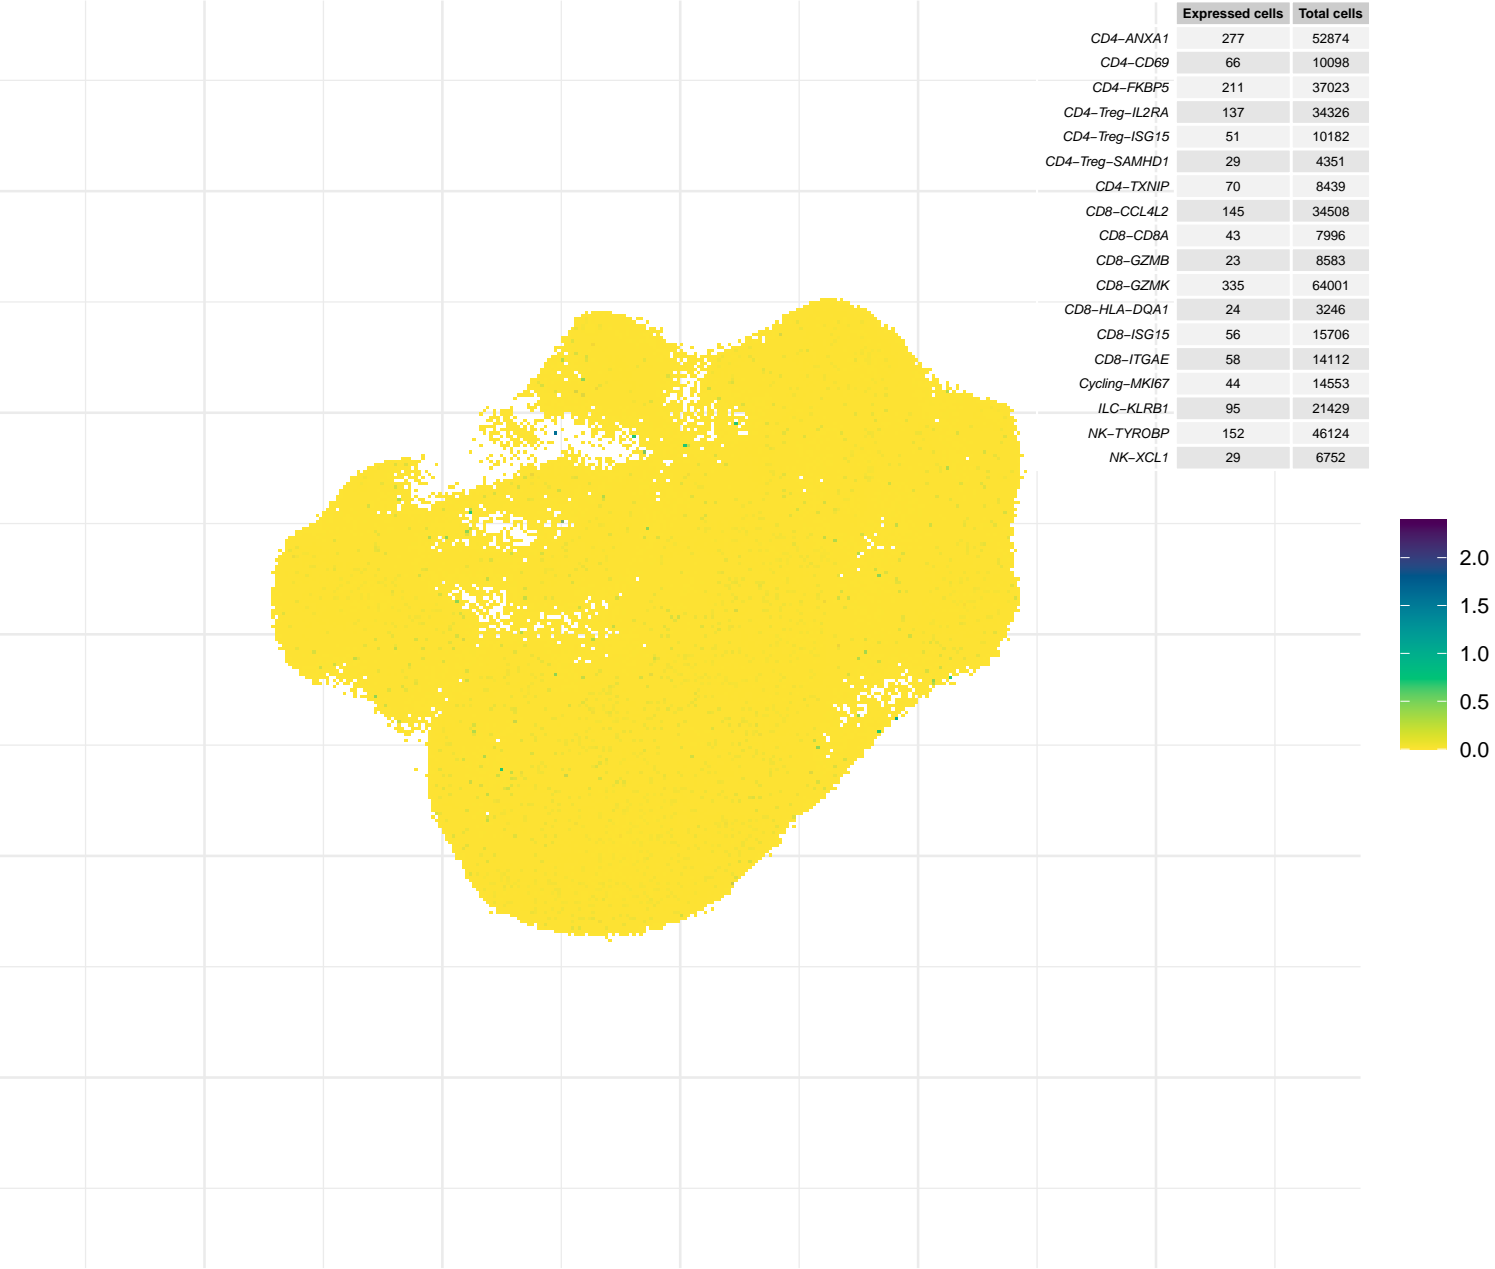 Expressed cells Total cells
CD4−ANXA1 277 52874
CD4−CD69 66 10098
CD4−FKBP5 211 37023
CD4−Treg−IL2RA 137 34326
CD4−Treg−ISG15 51 10182
CD4−Treg−SAMHD1 29 4351
CD4−TXNIP 70 8439
CD8−CCL4L2 145 34508
CD8−CD8A 43 7996
CD8−GZMB 23 8583
CD8−GZMK 335 64001
CD8−HLA−DQA1 24 3246
CD8−ISG15 56 15706
CD8−ITGAE 58 14112
Cycling−MKI67 44 14553
ILC−KLRB1 95 21429
NK−TYROBP 152 46124
NK−XCL1 29 6752
2.0
1.5
1.0
0.5
0.0